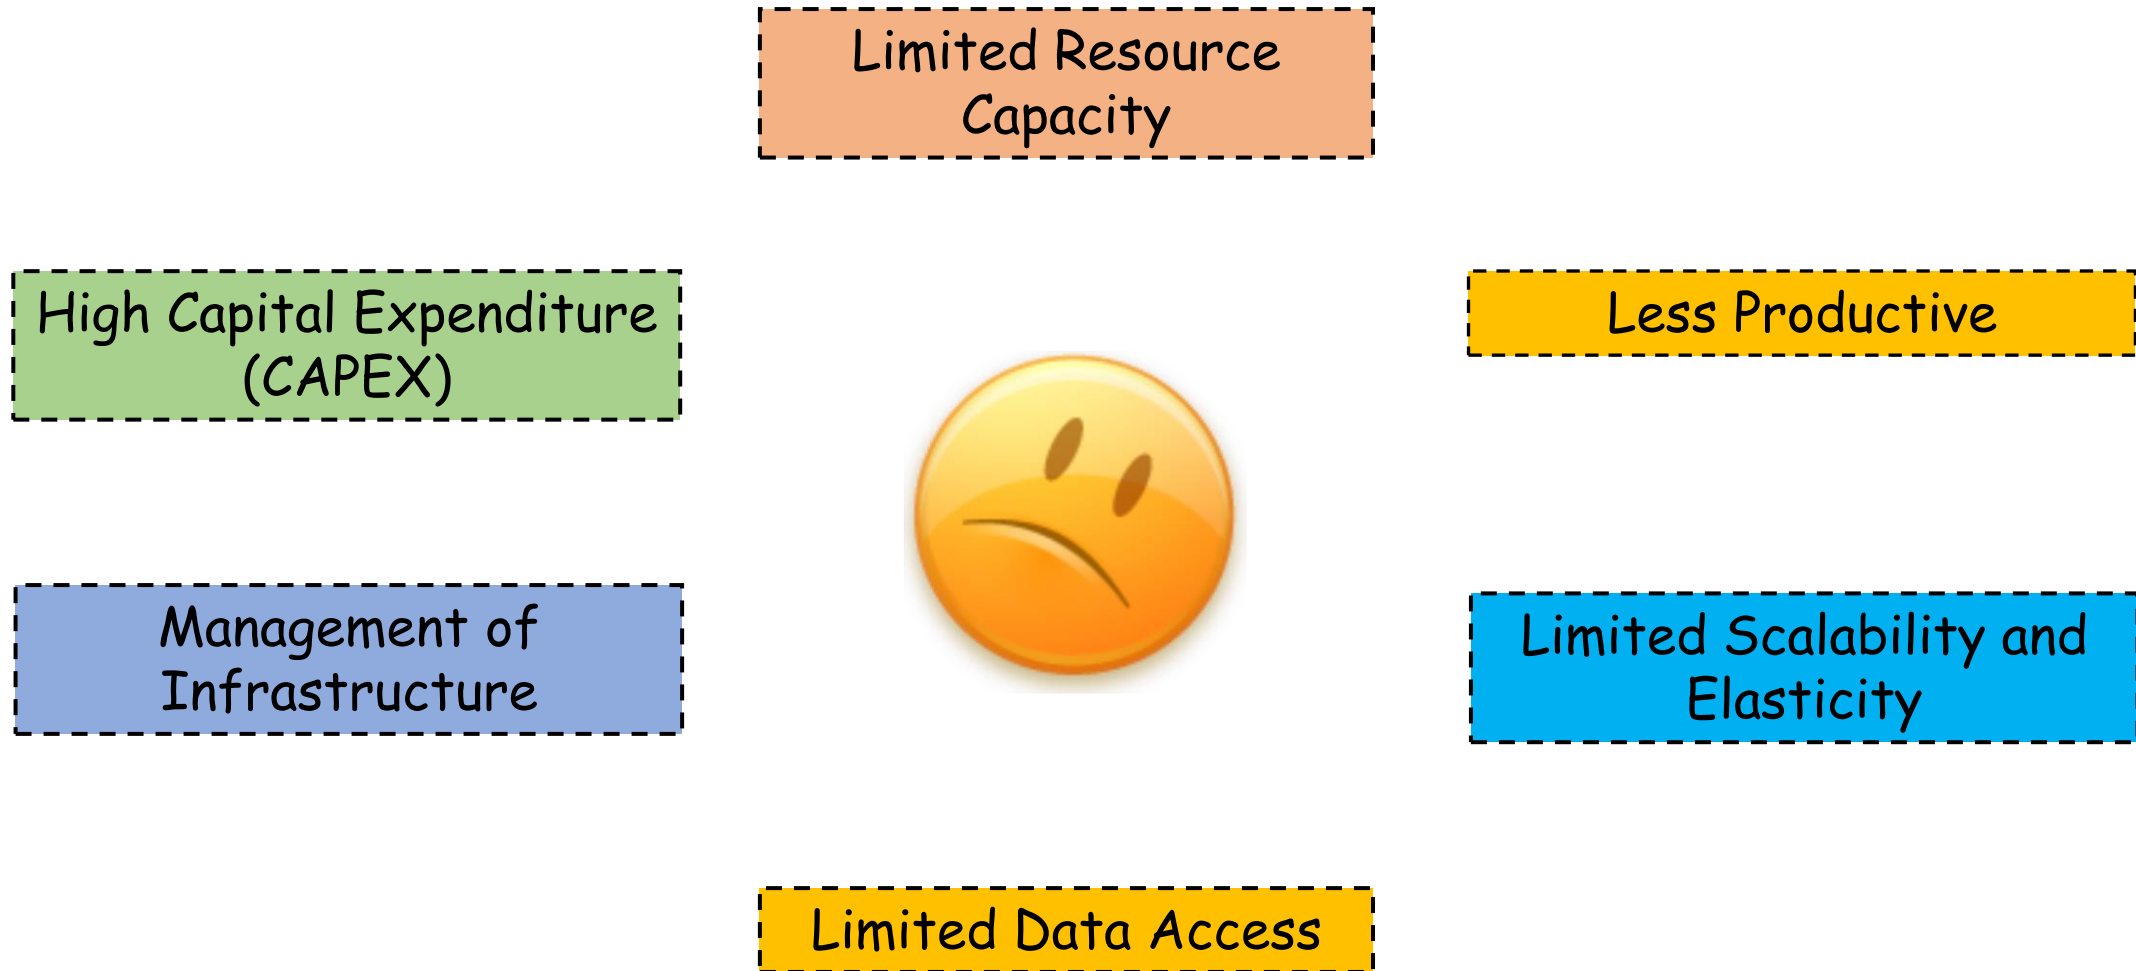 Limited Resource
Capacity
High Capital Expenditure
(CAPEX)
Less Productive
Management of
Infrastructure
Limited Scalability and
Elasticity
Limited Data Access